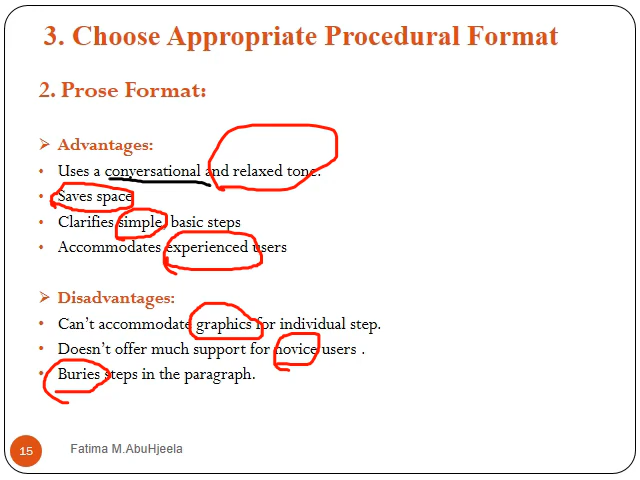 3. Choose Appropriate Procedural Format
2. Prose Format:
➢ Advantages:
• Uses a conversational and relaxed tone.
• Saves space
• Clarifies simple, basic steps
• Accommodates experienced users
➢ Disadvantages:
• Can't accommodate graphics for individual step.
• Doesn't offer much support for novice users .
• Buries steps in the paragraph.
15 Fatima M.AbuHjeela